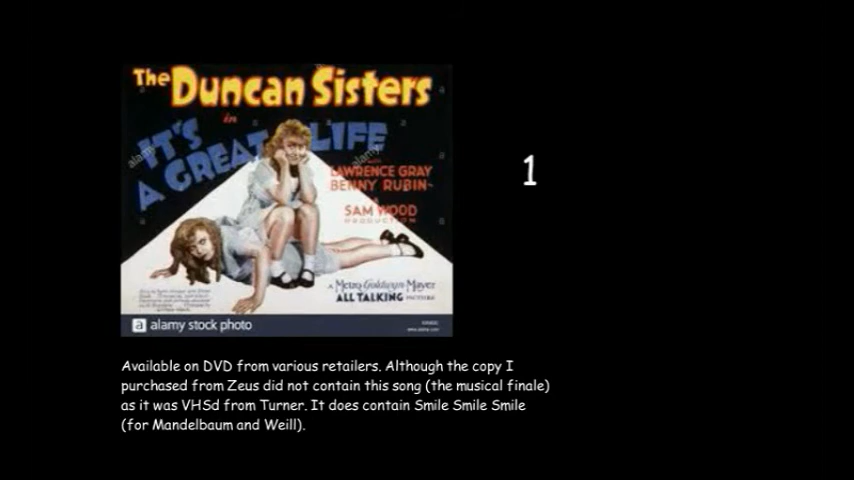 The Duncan Sisters
in
IT'S
A GREAT LIFE
LAWRENCE GRAY
BENNY RUBIN
A
SAM WOOD
PRODUCTION
A Metro-Goldwyn-Mayer
ALL TALKING PICTURE
a alamy stock photo
www.alamy.com
1
Available on DVD from various retailers. Although the copy I
purchased from Zeus did not contain this song (the musical finale)
as it was VHSd from Turner. It does contain Smile Smile Smile
(for Mandelbaum and Weill).